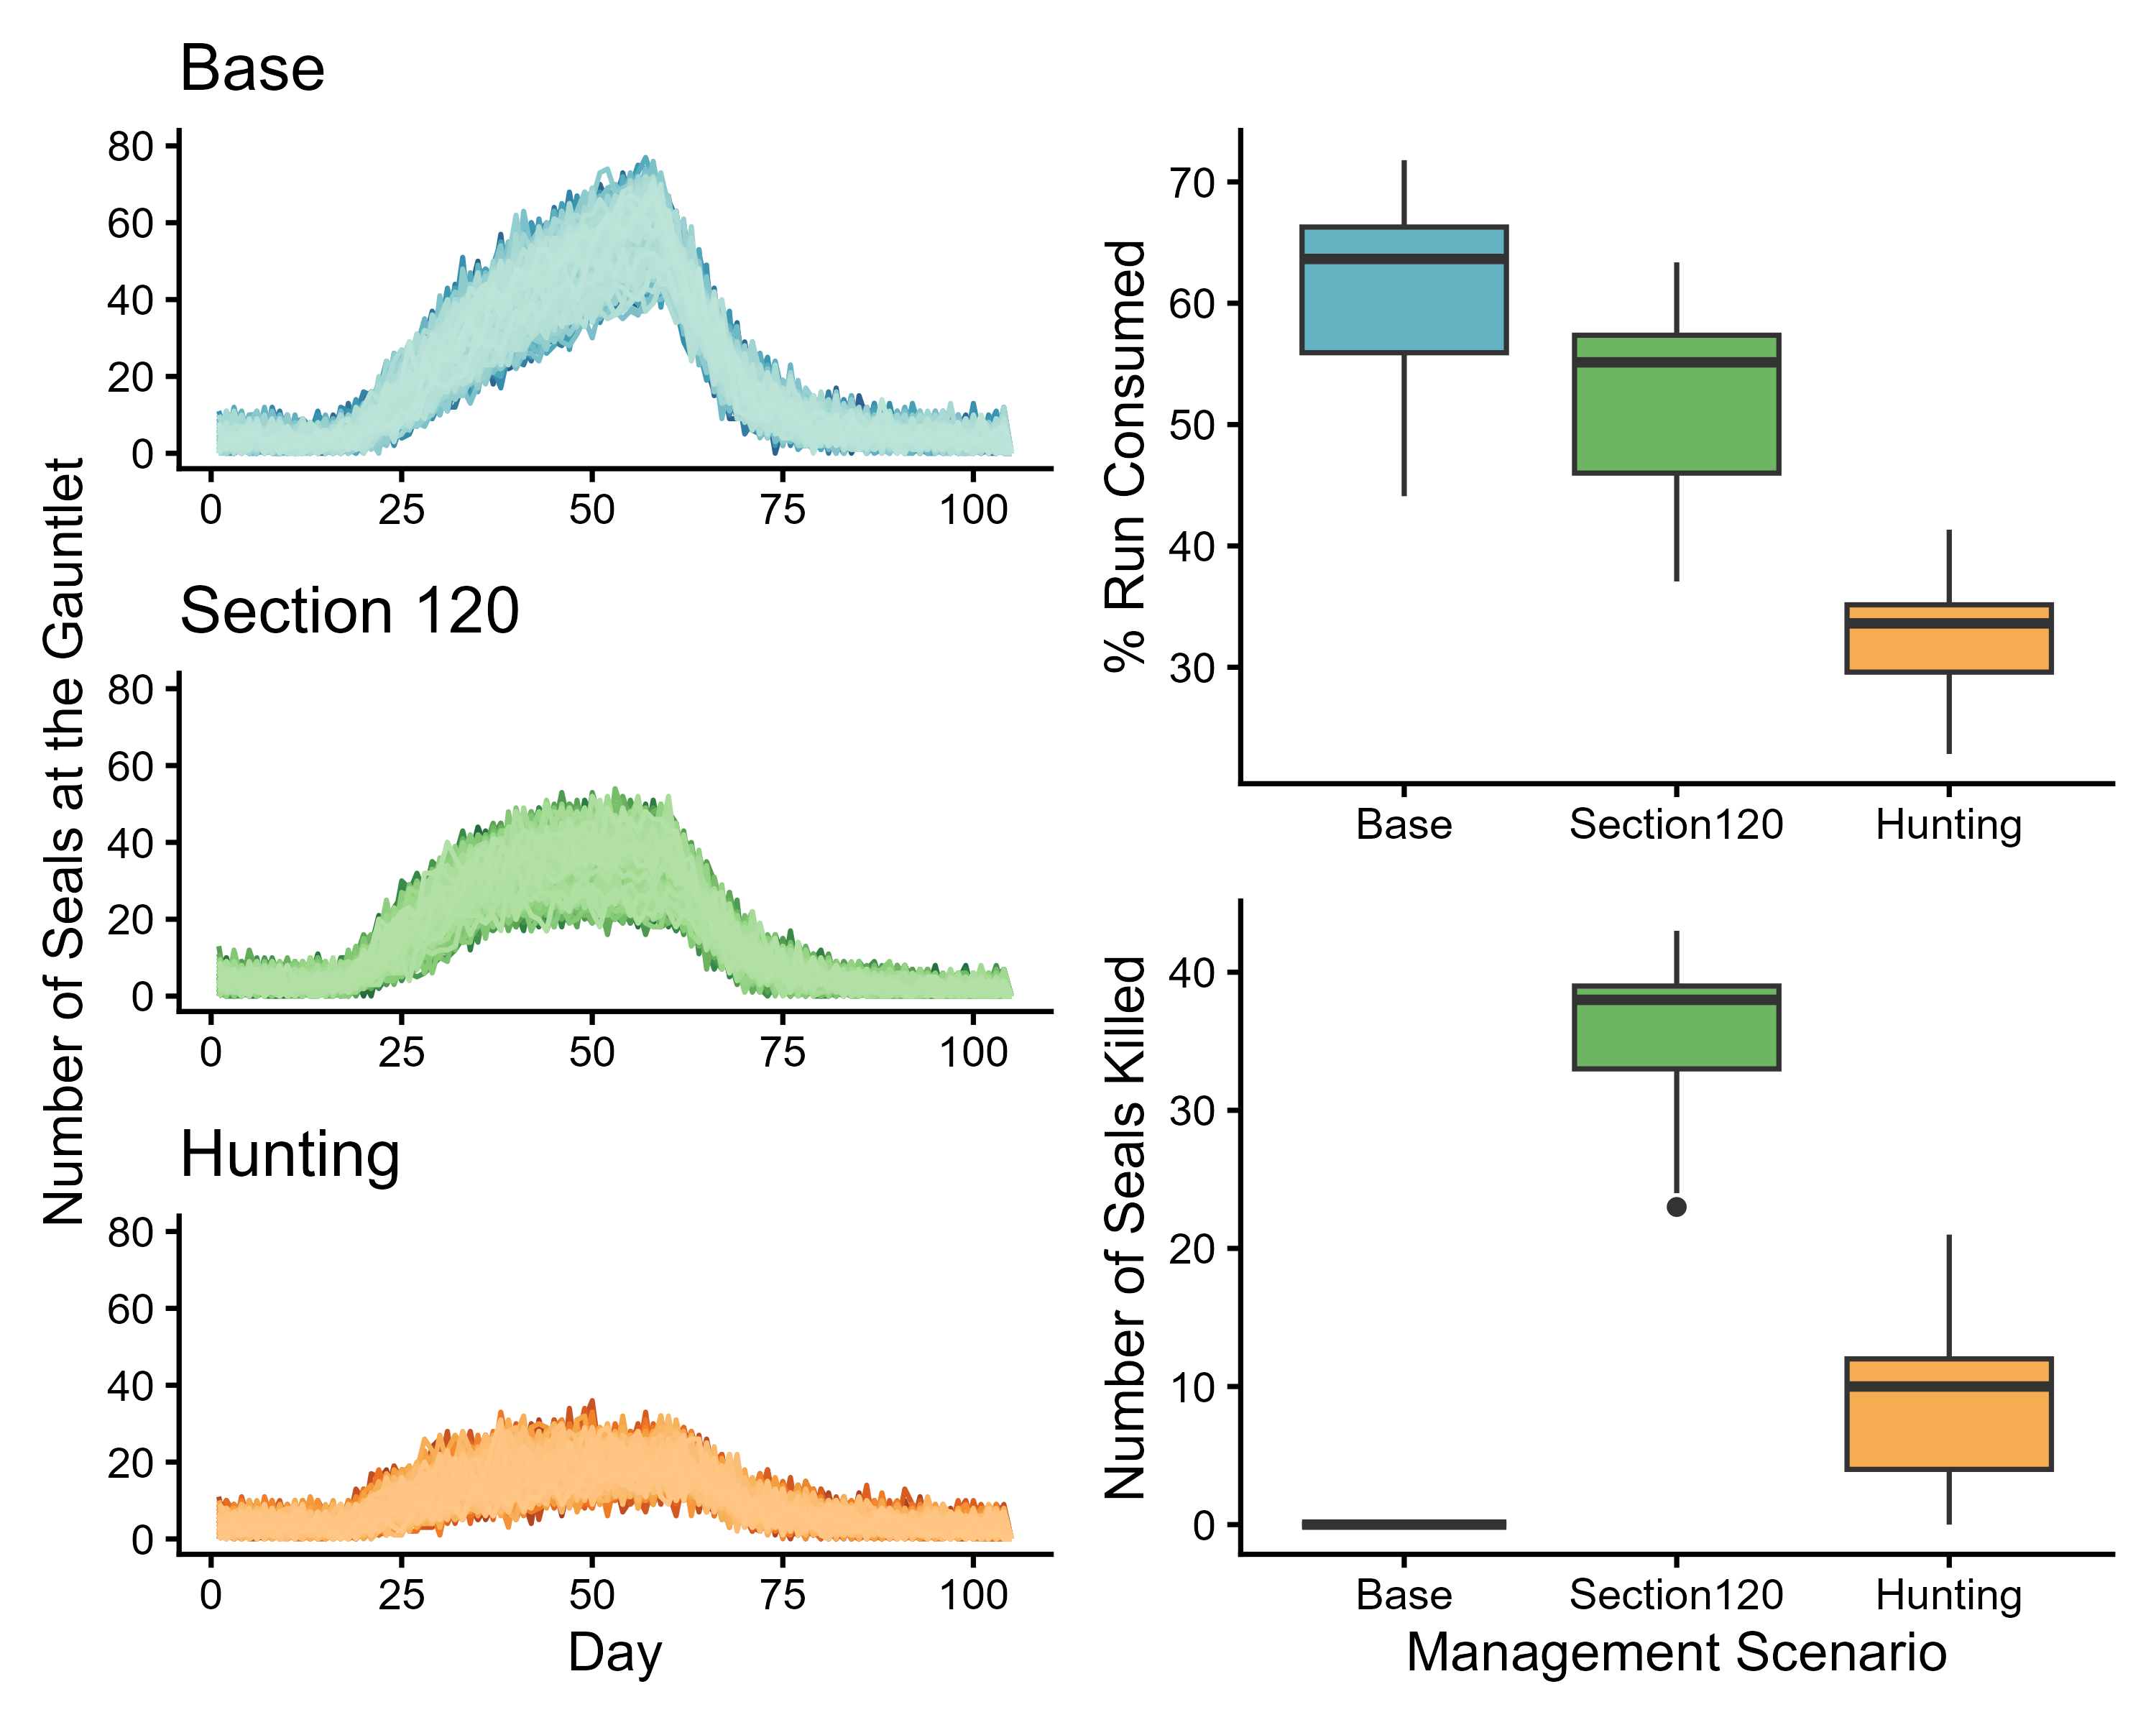 Base
80
60
40
20
0
0 25 50 75 100
Section 120
80
60
40
20
0
0 25 50 75 100
Hunting
80
60
40
20
0
0 25 50 75 100
Number of Seals at the Gauntlet
Day
% Run Consumed
70
60
50
40
30
Base Section120 Hunting
Number of Seals Killed
40
30
20
10
0
Base Section120 Hunting
Management Scenario